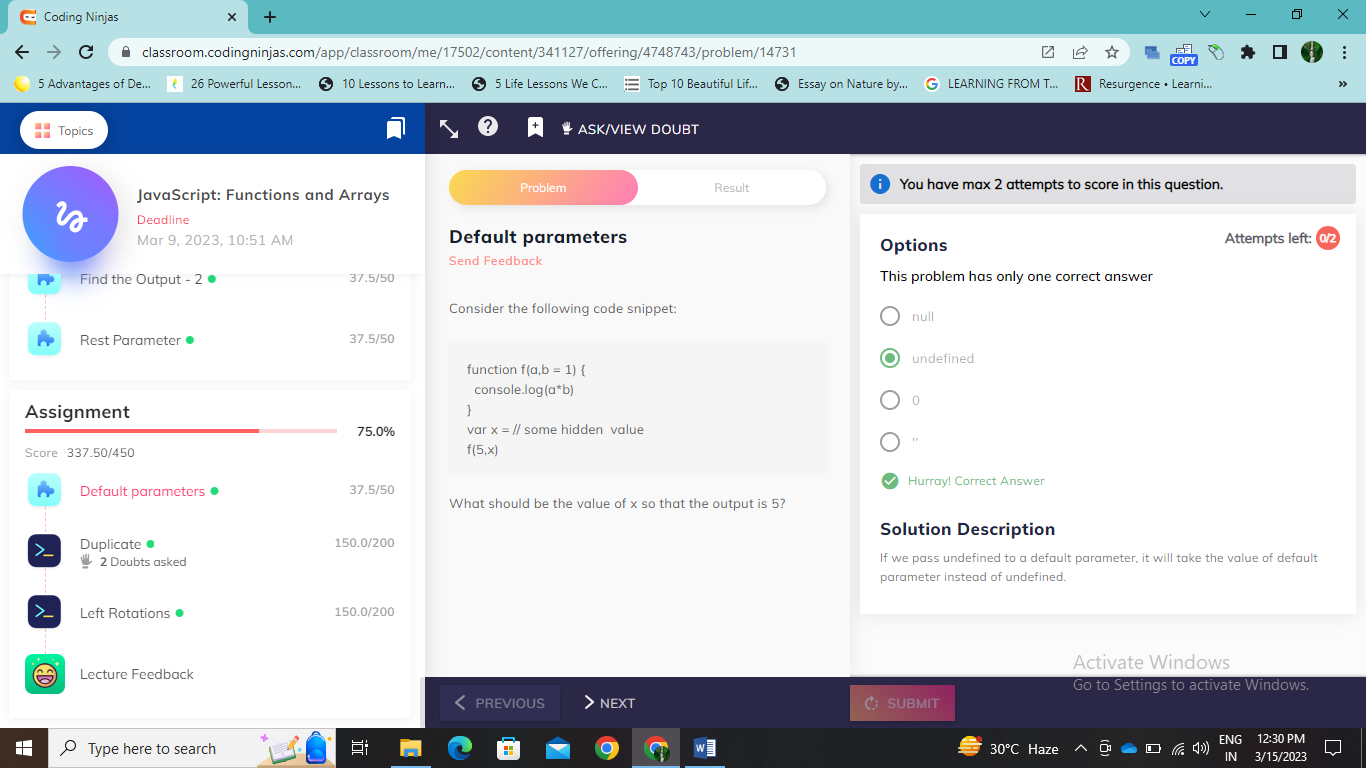 Coding Ninjas
classroom.codingninjas.com/app/classroom/me/17502/content/341127/offering/4748743/problem/14731
COPY
5 Advantages of De...
26 Powerful Lesson...
10 Lessons to Learn...
5 Life Lessons We C...
Top 10 Beautiful Lif...
Essay on Nature by...
LEARNING FROM T...
Resurgence • Learni...
»
Topics
ASK/VIEW DOUBT
JavaScript: Functions and Arrays
Deadline
Mar 9, 2023, 10:51 AM
Find the Output - 2
37.5/50
Rest Parameter
37.5/50
Assignment
75.0%
Score 337.50/450
Default parameters
37.5/50
Duplicate
150.0/200
2 Doubts asked
Left Rotations
150.0/200
Lecture Feedback
Problem
Result
Default parameters
Send Feedback
Consider the following code snippet:
function f(a,b = 1) {
console.log(a*b)
}
var x = // some hidden value
f(5,x)
What should be the value of x so that the output is 5?
PREVIOUS
NEXT
You have max 2 attempts to score in this question.
Options
Attempts left: 0/2
This problem has only one correct answer
null
undefined
0
''
Hurray! Correct Answer
Solution Description
If we pass undefined to a default parameter, it will take the value of default
parameter instead of undefined.
Activate Windows
Go to Settings to activate Windows.
SUBMIT
Type here to search
30°C Haze
ENG
IN
12:30 PM
3/15/2023